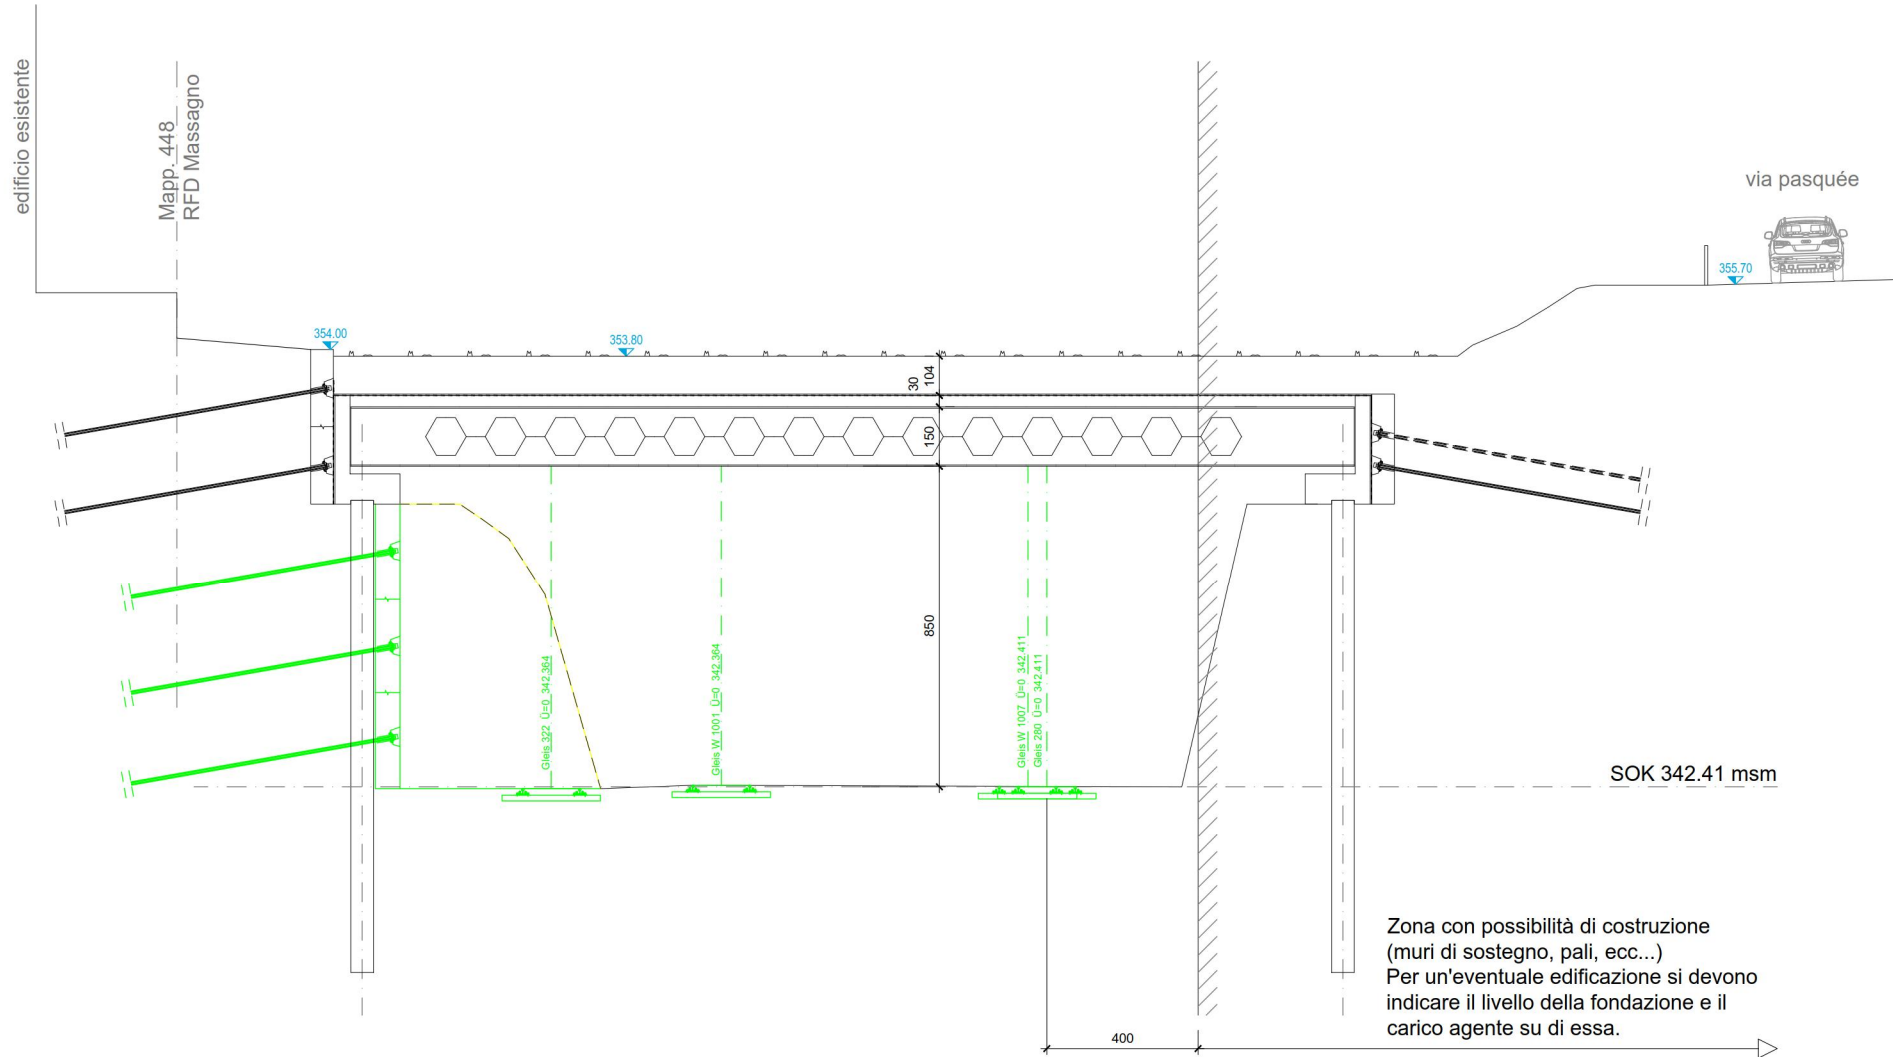 edificio esistente
Mapp. 448
RFD Massagno
via pasquée
355.70
354.00
353.80
30
104
150
850
Gleis 322 Ü=0 342.364
Gleis W 1001 Ü=0 342.364
Gleis W 1007 Ü=0 342.411
Gleis 280 Ü=0 342.411
SOK 342.41 msm
Zona con possibilità di costruzione
(muri di sostegno, pali, ecc...)
Per un'eventuale edificazione si devono
indicare il livello della fondazione e il
carico agente su di essa.
400